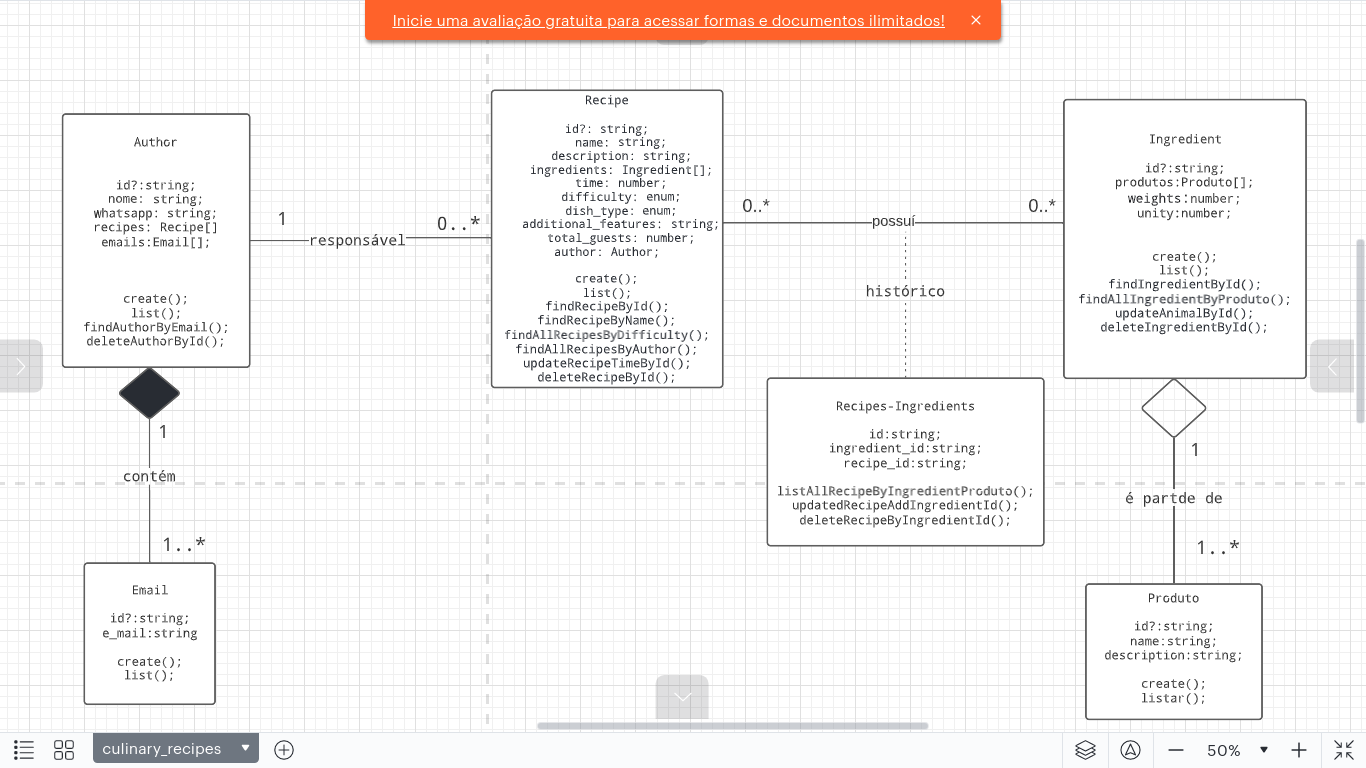 Inicie uma avaliação gratuita para acessar formas e documentos ilimitados!
Author
id?:string;
nome: string;
whatsapp: string;
recipes: Recipe[]
emails:Email[];
create();
list();
findAuthorByEmail();
deleteAuthorById();
1
responsável
0..*
Recipe
id?: string;
name: string;
description: string;
ingredients: Ingredient[];
time: number;
difficulty: enum;
dish_type: enum;
additional_features: string;
total_guests: number;
author: Author;
create();
list();
findRecipeById();
findRecipeByName();
findAllRecipesByDifficulty();
findAllRecipesByAuthor();
updateRecipeTimeById();
deleteRecipeById();
0..*
possuí
0..*
histórico
Ingredient
id?:string;
produtos:Produto[];
weights:number;
unity:number;
create();
list();
findIngredientById();
findAllIngredientByProduto();
updateAnimalById();
deleteIngredientById();
Recipes-Ingredients
id:string;
ingredient_id:string;
recipe_id:string;
listAllRecipeByIngredientProduto();
updatedRecipeAddIngredientId();
deleteRecipeByIngredientId();
1
contém
1..*
Email
id?:string;
e_mail:string
create();
list();
1
é partde de
1..*
Produto
id?:string;
name:string;
description:string;
create();
listar();
culinary_recipes
50%